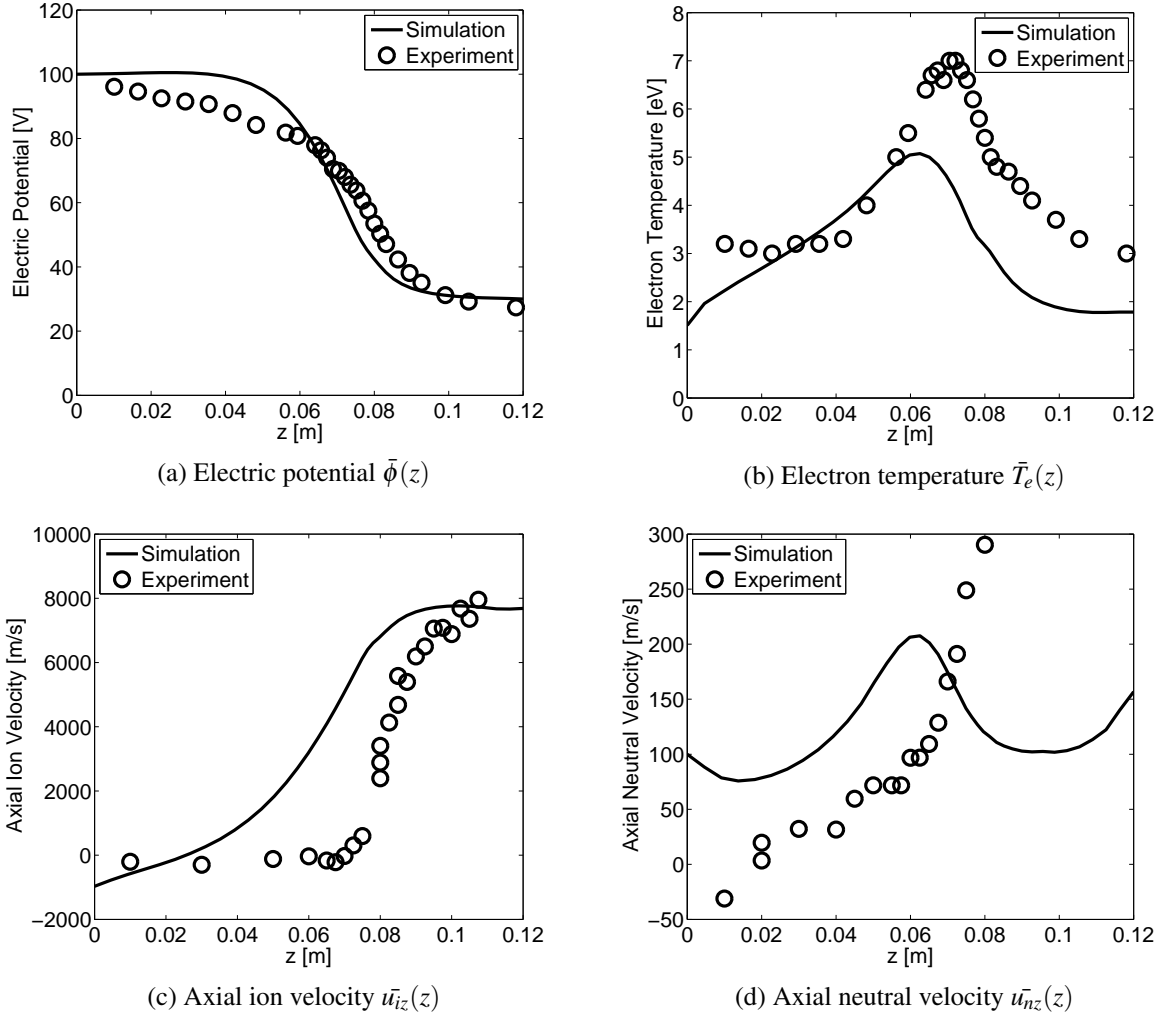 120
100
80
60
40
20
0
0 0.02 0.04 0.06 0.08 0.1 0.12
Electric Potential [V]
z [m]
Simulation
Experiment
(a) Electric potential ϕ̄(z)
8
7
6
5
4
3
2
1
0
0 0.02 0.04 0.06 0.08 0.1 0.12
Electron Temperature [eV]
z [m]
Simulation
Experiment
(b) Electron temperature T̄e(z)
10000
8000
6000
4000
2000
0
−2000
0 0.02 0.04 0.06 0.08 0.1 0.12
Axial Ion Velocity [m/s]
z [m]
Simulation
Experiment
(c) Axial ion velocity ūiz(z)
300
250
200
150
100
50
0
−50
0 0.02 0.04 0.06 0.08 0.1 0.12
Axial Neutral Velocity [m/s]
z [m]
Simulation
Experiment
(d) Axial neutral velocity ūnz(z)